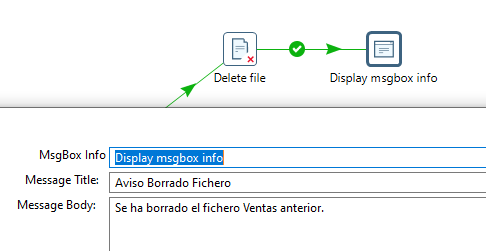 Delete file
Display msgbox info
MsgBox Info
Display msgbox info
Message Title:
Aviso Borrado Fichero
Message Body:
Se ha borrado el fichero Ventas anterior.